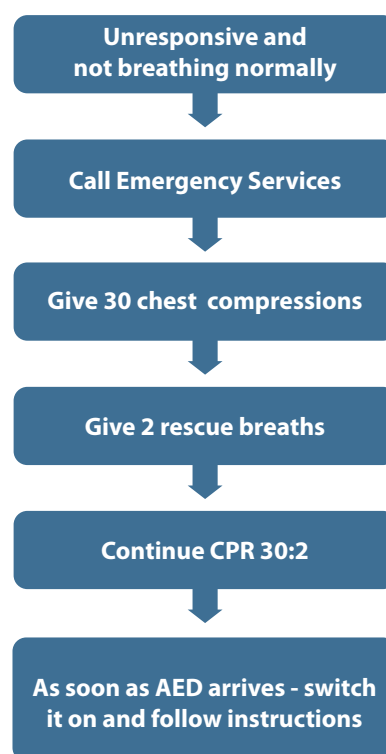 Unresponsive and
not breathing normally
Call Emergency Services
Give 30 chest compressions
Give 2 rescue breaths
Continue CPR 30:2
As soon as AED arrives - switch
it on and follow instructions